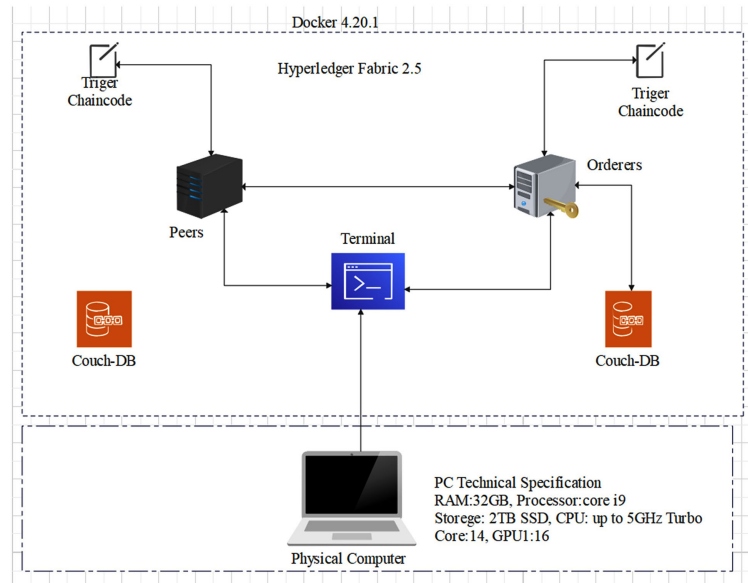 Docker 4.20.1
Hyperledger Fabric 2.5
Triger
Chaincode
Triger
Chaincode
Orderers
Peers
Terminal
Couch-DB
Couch-DB
PC Technical Specification
RAM:32GB, Processor:core i9
Storege: 2TB SSD, CPU: up to 5GHz Turbo
Core:14, GPU1:16
Physical Computer